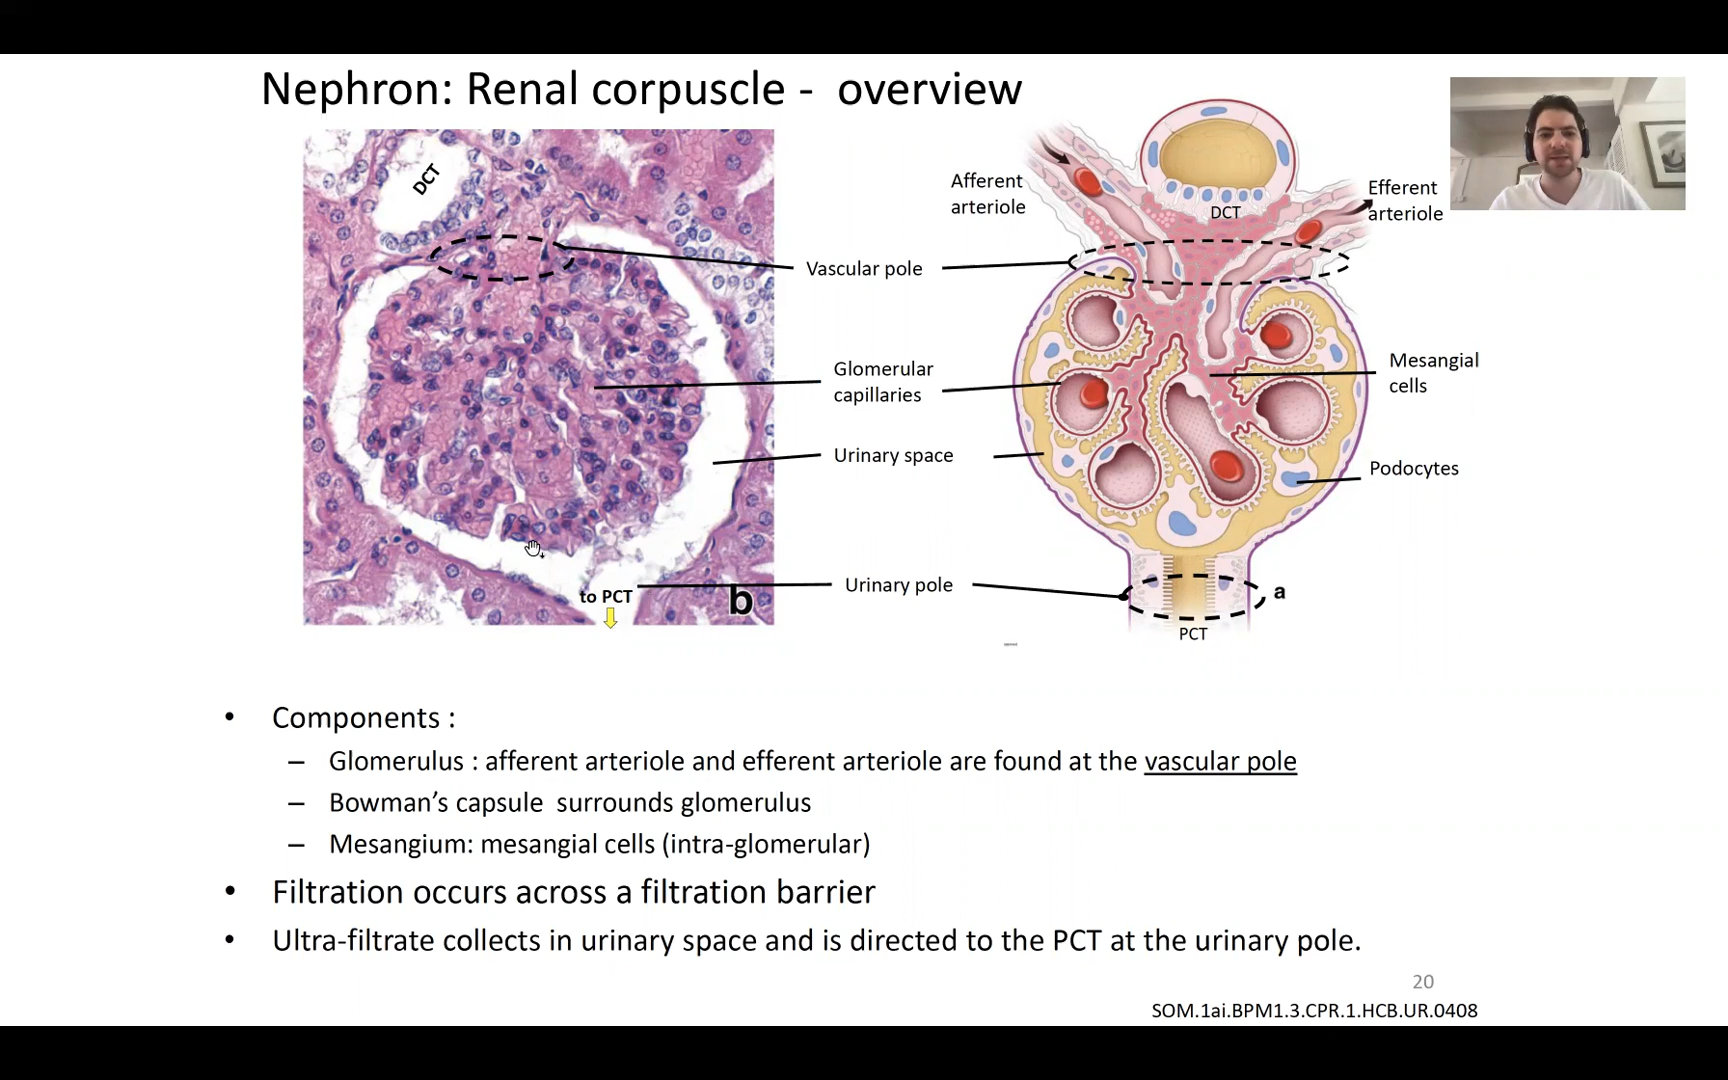 Nephron: Renal corpuscle - overview
DCT
Afferent
arteriole
Efferent
arteriole
DCT
Vascular pole
Glomerular
capillaries
Mesangial
cells
Urinary space
Podocytes
Urinary pole
to PCT
b
a
PCT
• Components :
– Glomerulus : afferent arteriole and efferent arteriole are found at the vascular pole
– Bowman’s capsule surrounds glomerulus
– Mesangium: mesangial cells (intra-glomerular)
• Filtration occurs across a filtration barrier
• Ultra-filtrate collects in urinary space and is directed to the PCT at the urinary pole.
20
SOM.1ai.BPM1.3.CPR.1.HCB.UR.0408